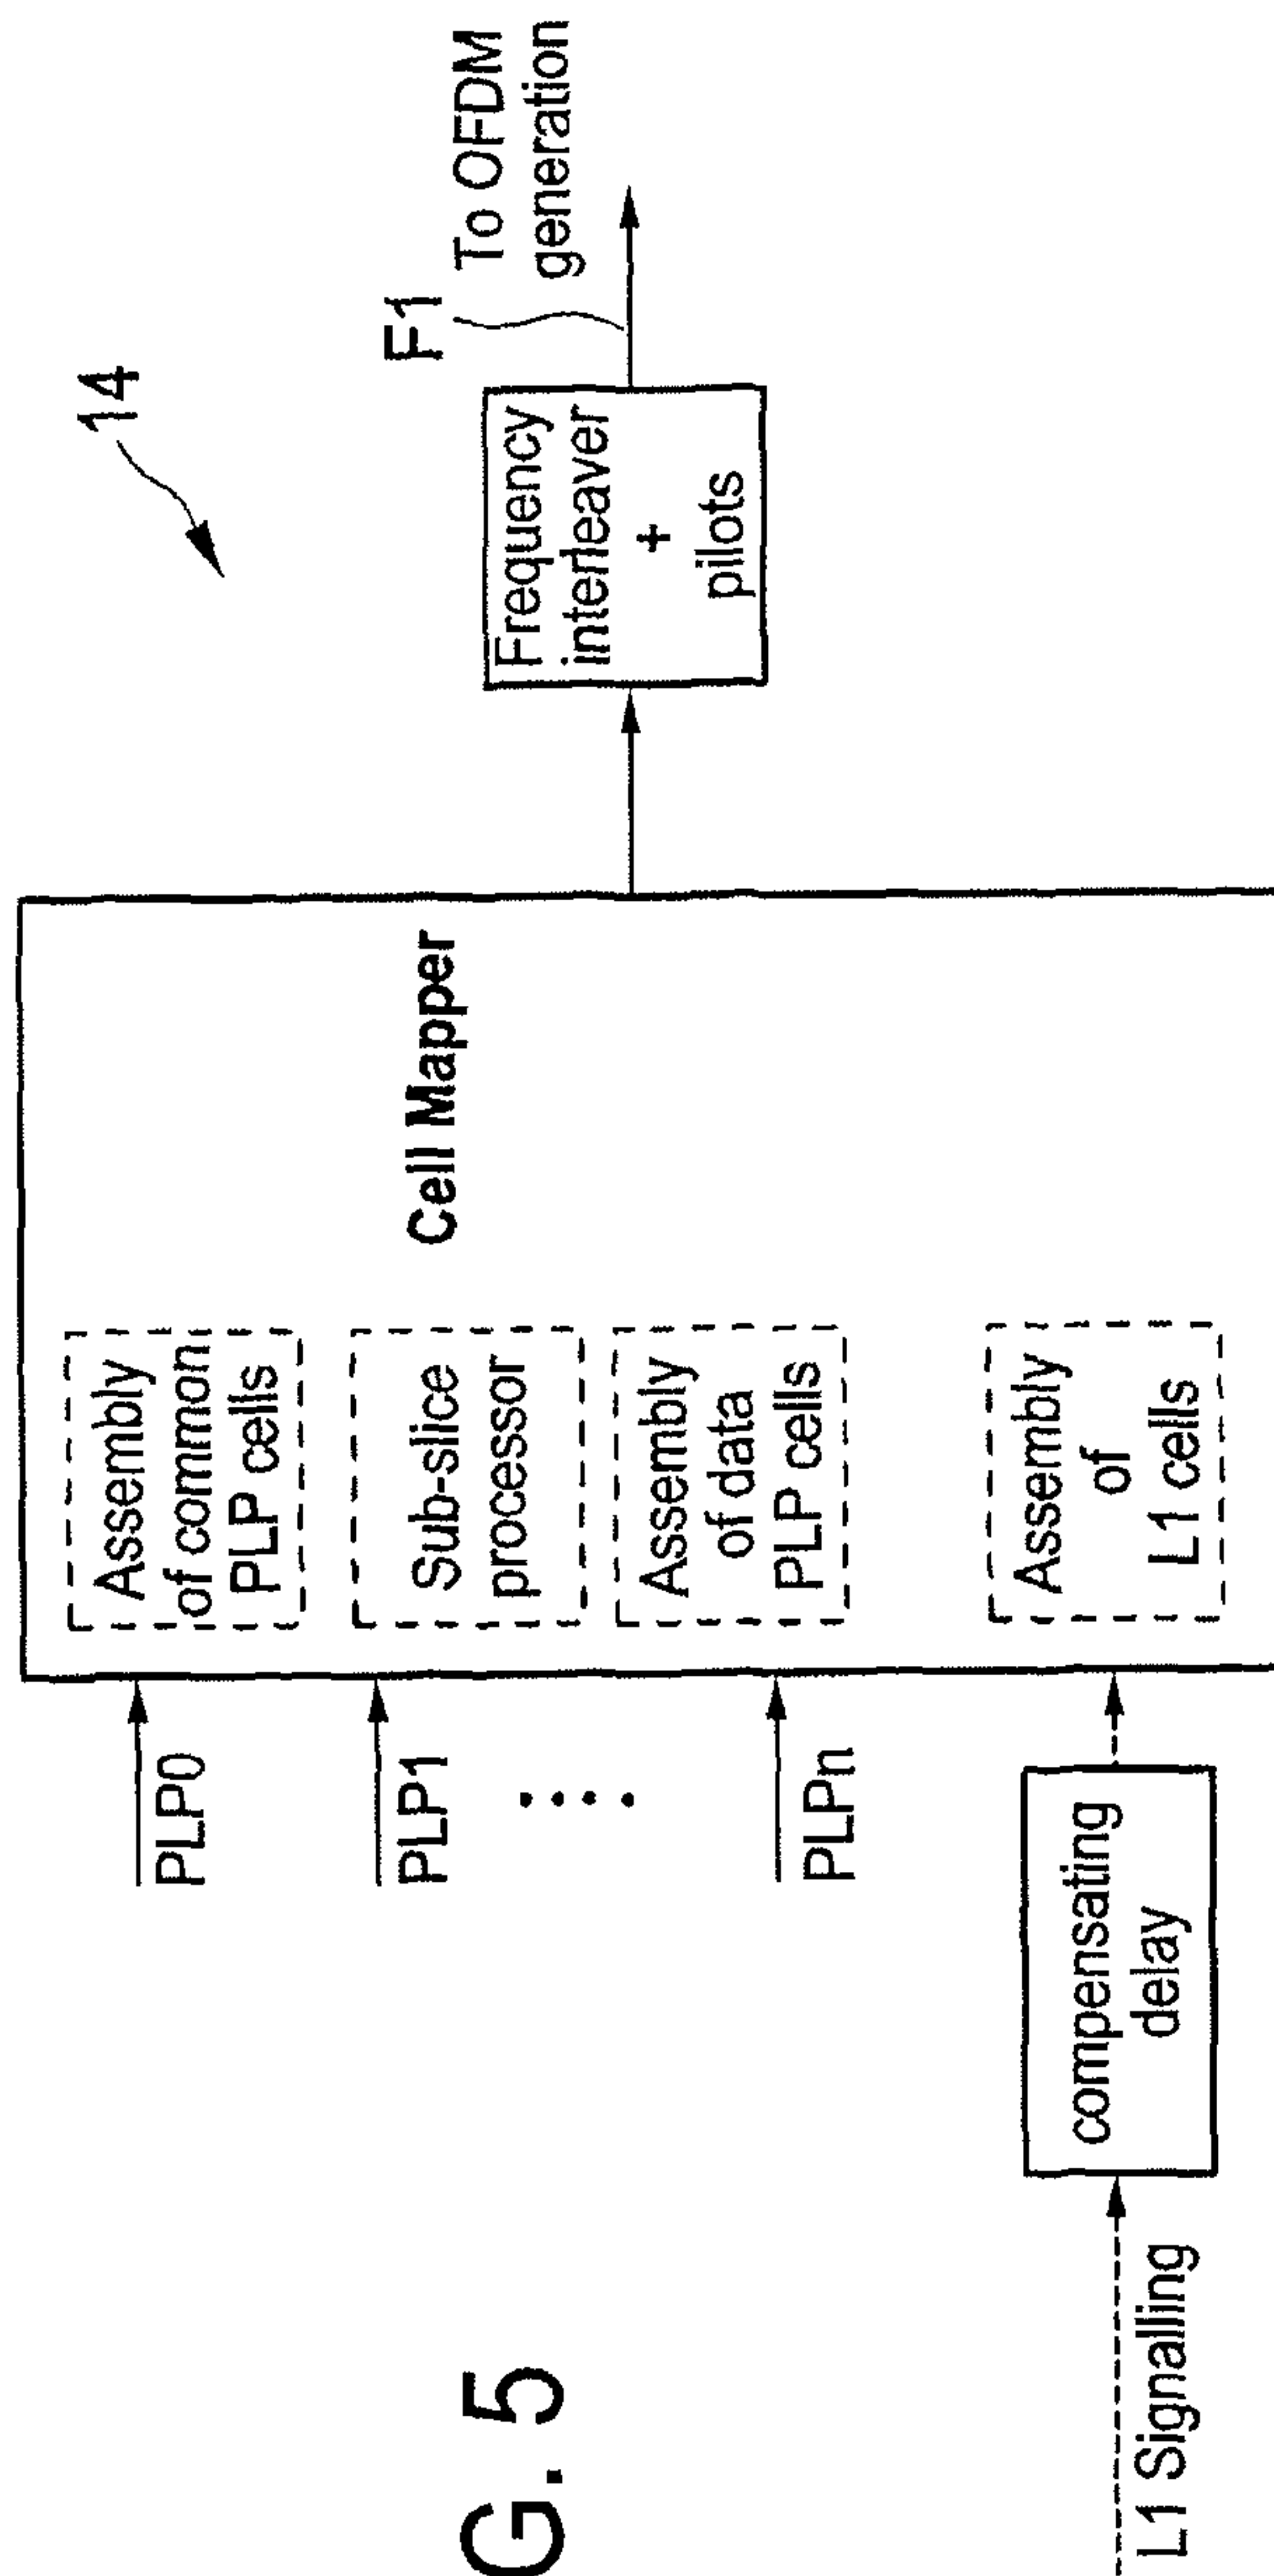 14
PLP0
Assembly
of common
PLP cells
PLP1
Sub-slice
processor
PLPn
Assembly
of data
PLP cells
Cell Mapper
Frequency
interleaver
+
pilots
F1
To OFDM
generation
L1 Signalling
compensating
delay
Assembly
of
L1 cells
G. 5